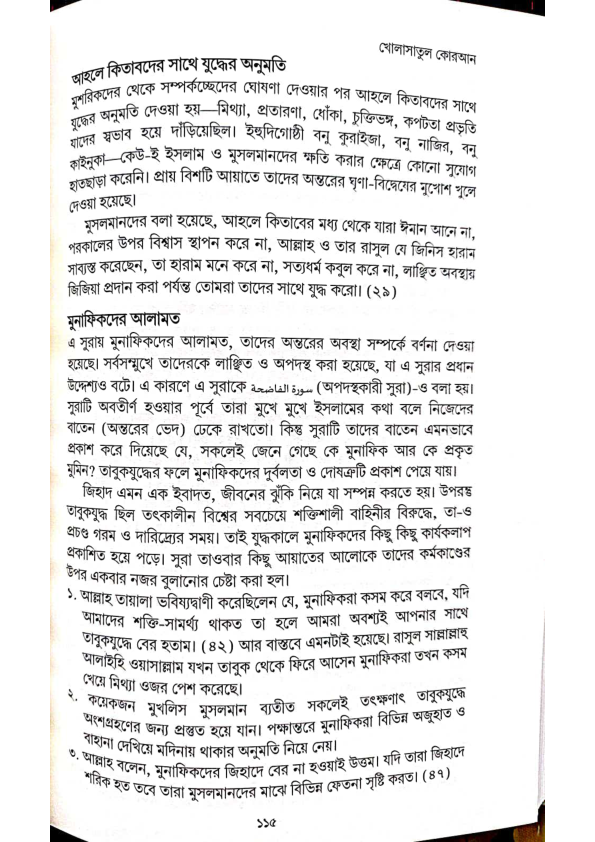 খোলাসাতুল কোরআন
আহলে কিতাবদের সাথে যুদ্ধের অনুমতি
মুশরিকদের থেকে সম্পর্কচ্ছেদের ঘোষণা দেওয়ার পর আহলে কিতাবদের সাথে
যুদ্ধের অনুমতি দেওয়া হয়—মিথ্যা, প্রতারণা, ধোঁকা, চুক্তিভঙ্গ, কপটতা প্রভৃতি
যাদের স্বভাব হয়ে দাঁড়িয়েছিল। ইহুদিগোষ্ঠী বনু কুরাইজা, বনু নাজির, বনু
কাইনুকা—কেউ-ই ইসলাম ও মুসলমানদের ক্ষতি করার ক্ষেত্রে কোনো সুযোগ
হাতছাড়া করেনি। প্রায় বিশটি আয়াতে তাদের অন্তরের ঘৃণা-বিদ্বেষের মুখোশ খুলে
দেওয়া হয়েছে।
মুসলমানদের বলা হয়েছে, আহলে কিতাবের মধ্য থেকে যারা ঈমান আনে না,
পরকালের উপর বিশ্বাস স্থাপন করে না, আল্লাহ ও তার রাসুল যে জিনিস হারাম
সাব্যস্ত করেছেন, তা হারাম মনে করে না, সত্যধর্ম কবুল করে না, লাঞ্ছিত অবস্থায়
জিজিয়া প্রদান করা পর্যন্ত তোমরা তাদের সাথে যুদ্ধ করো। (২৯)
মুনাফিকদের আলামত
এ সুরায় মুনাফিকদের আলামত, তাদের অন্তরের অবস্থা সম্পর্কে বর্ণনা দেওয়া
হয়েছে। সর্বসম্মুখে তাদেরকে লাঞ্ছিত ও অপদস্থ করা হয়েছে, যা এ সুরার প্রধান
উদ্দেশ্যও বটে। এ কারণে এ সুরাকে سورة الفاضحة (অপদস্থকারী সুরা)-ও বলা হয়।
সুরাটি অবতীর্ণ হওয়ার পূর্বে তারা মুখে মুখে ইসলামের কথা বলে নিজেদের
বাতেন (অন্তরের ভেদ) ঢেকে রাখতো। কিন্তু সুরাটি তাদের বাতেন এমনভাবে
প্রকাশ করে দিয়েছে যে, সকলেই জেনে গেছে কে মুনাফিক আর কে প্রকৃত
মুমিন? তাবুকযুদ্ধের ফলে মুনাফিকদের দুর্বলতা ও দোষত্রুটি প্রকাশ পেয়ে যায়।
জিহাদ এমন এক ইবাদত, জীবনের ঝুঁকি নিয়ে যা সম্পন্ন করতে হয়। উপরন্তু
তাবুকযুদ্ধ ছিল তৎকালীন বিশ্বের সবচেয়ে শক্তিশালী বাহিনীর বিরুদ্ধে, তা-ও
প্রচণ্ড গরম ও দারিদ্র্যের সময়। তাই যুদ্ধকালে মুনাফিকদের কিছু কিছু কার্যকলাপ
প্রকাশিত হয়ে পড়ে। সুরা তাওবার কিছু আয়াতের আলোকে তাদের কর্মকাণ্ডের
উপর একবার নজর বুলানোর চেষ্টা করা হল।
১. আল্লাহ তায়ালা ভবিষ্যদ্বাণী করেছিলেন যে, মুনাফিকরা কসম করে বলবে, যদি
আমাদের শক্তি-সামর্থ্য থাকত তা হলে আমরা অবশ্যই আপনার সাথে
তাবুকযুদ্ধে বের হতাম। (৪২) আর বাস্তবে এমনটাই হয়েছে। রাসুল সাল্লাল্লাহু
আলাইহি ওয়াসাল্লাম যখন তাবুক থেকে ফিরে আসেন মুনাফিকরা তখন কসম
খেয়ে মিথ্যা ওজর পেশ করেছে।
২. কয়েকজন মুখলিস মুসলমান ব্যতীত সকলেই তৎক্ষণাৎ তাবুকযুদ্ধে
অংশগ্রহণের জন্য প্রস্তুত হয়ে যান। পক্ষান্তরে মুনাফিকরা বিভিন্ন অজুহাত ও
বাহানা দেখিয়ে মদিনায় থাকার অনুমতি নিয়ে নেয়।
৩. আল্লাহ বলেন, মুনাফিকদের জিহাদে বের না হওয়াই উত্তম। যদি তারা জিহাদে
শরিক হত তবে তারা মুসলমানদের মাঝে বিভিন্ন ফেতনা সৃষ্টি করত। (৪৭)
১১৫